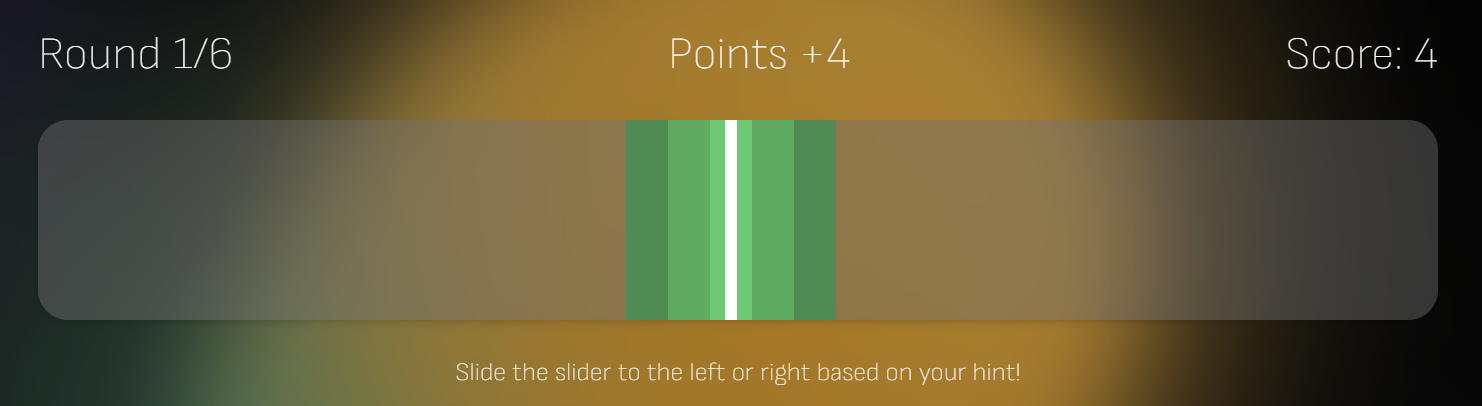 Round 1/6
Points +4
Score: 4
Slide the slider to the left or right based on your hint!